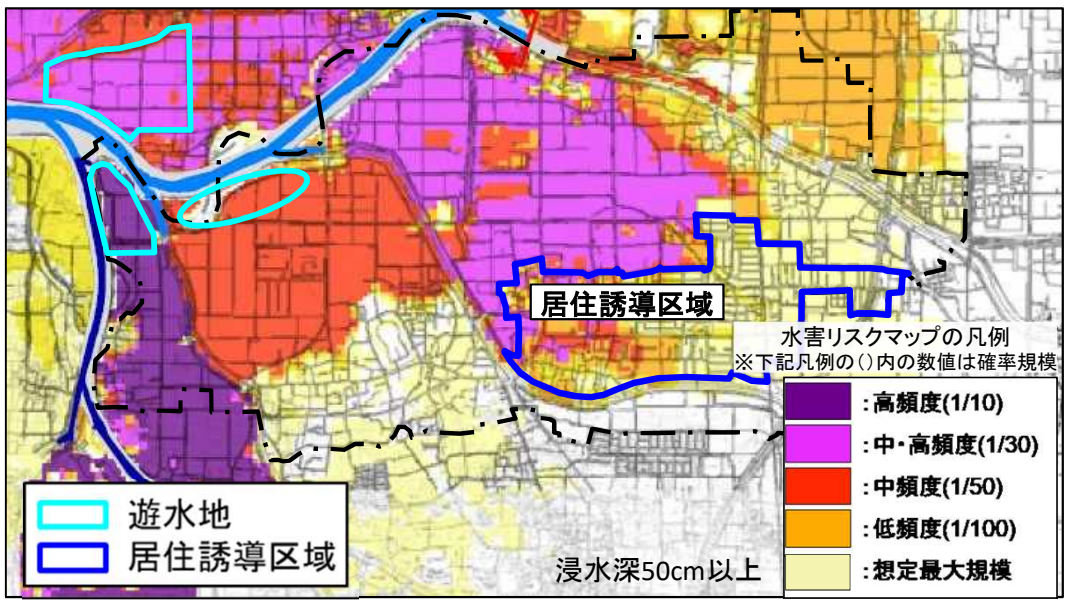 居住誘導区域
水害リスクマップの凡例
※下記凡例の()内の数値は確率規模
:高頻度(1/10)
:中・高頻度(1/30)
:中頻度(1/50)
:低頻度(1/100)
:想定最大規模
遊水地
居住誘導区域
浸水深50cm以上